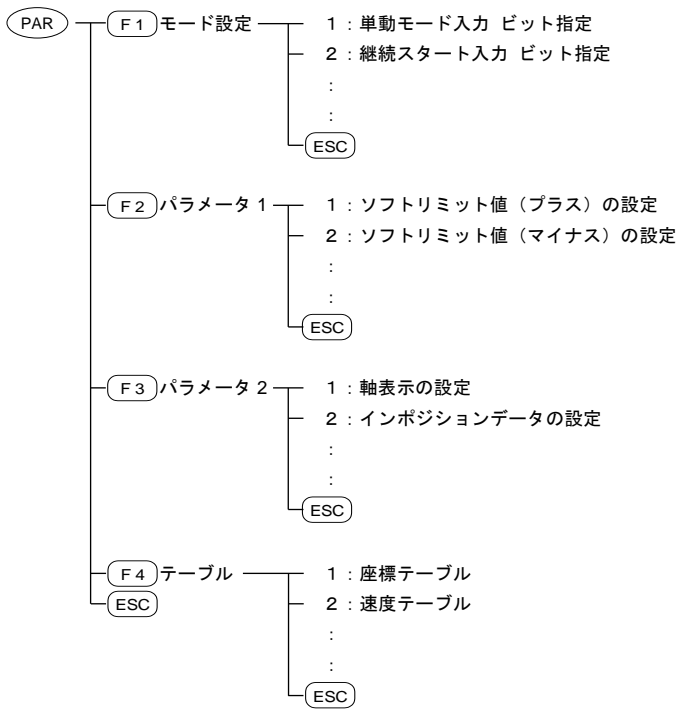 PAR F1 モード設定 1：単動モード入力 ビット指定
2：継続スタート入力 ビット指定
:
:
ESC
F2 パラメータ1 1：ソフトリミット値（プラス）の設定
2：ソフトリミット値（マイナス）の設定
:
:
ESC
F3 パラメータ2 1：軸表示の設定
2：インポジションデータの設定
:
:
ESC
F4 テーブル 1：座標テーブル
ESC 2：速度テーブル
:
:
ESC